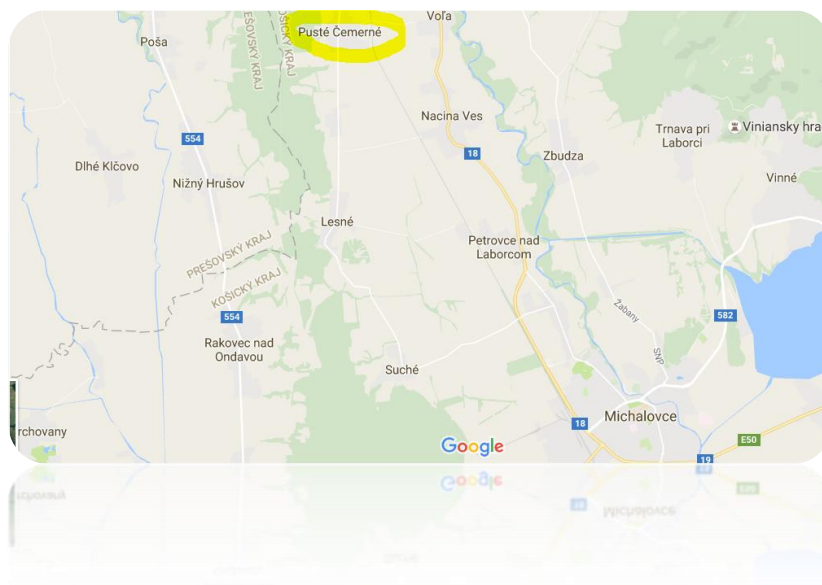 Voľa
Pusté Čemerné
Poša
PREŠOVSKÝ KRAJ
KOŠICKÝ KRAJ
Nacina Ves
Trnava pri
Laborci
Viniansky hra
554
18
Zbudza
Dlhé Klčovo
Nižný Hrušov
Vinné
Lesné
PREŠOVSKÝ KRAJ
Petrovce nad
Laborcom
KOŠICKÝ KRAJ
554
Žabany
582
Rakovec nad
Ondavou
SNP
Suché
Michalovce
18
rchovany
Google
E50
19